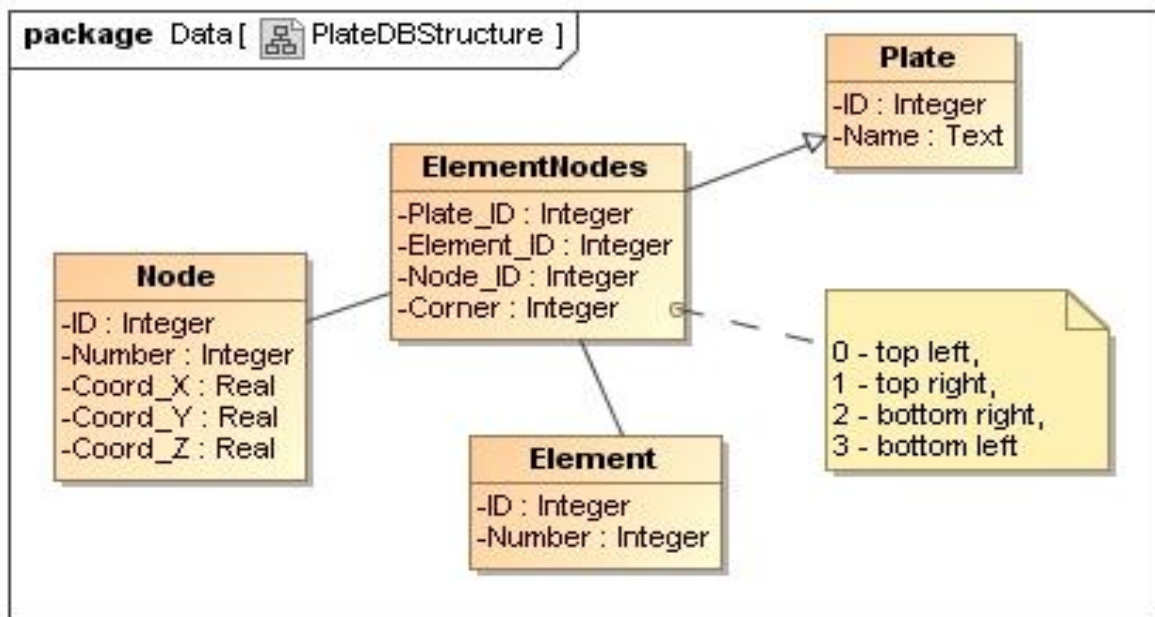 package Data[ PlateDBStructure ]
Plate
-ID : Integer
-Name : Text
ElementNodes
-Plate_ID : Integer
-Element_ID : Integer
-Node_ID : Integer
-Corner : Integer
Node
-ID : Integer
-Number : Integer
-Coord_X : Real
-Coord_Y : Real
-Coord_Z : Real
0 - top left,
1 - top right,
2 - bottom right,
3 - bottom left
Element
-ID : Integer
-Number : Integer